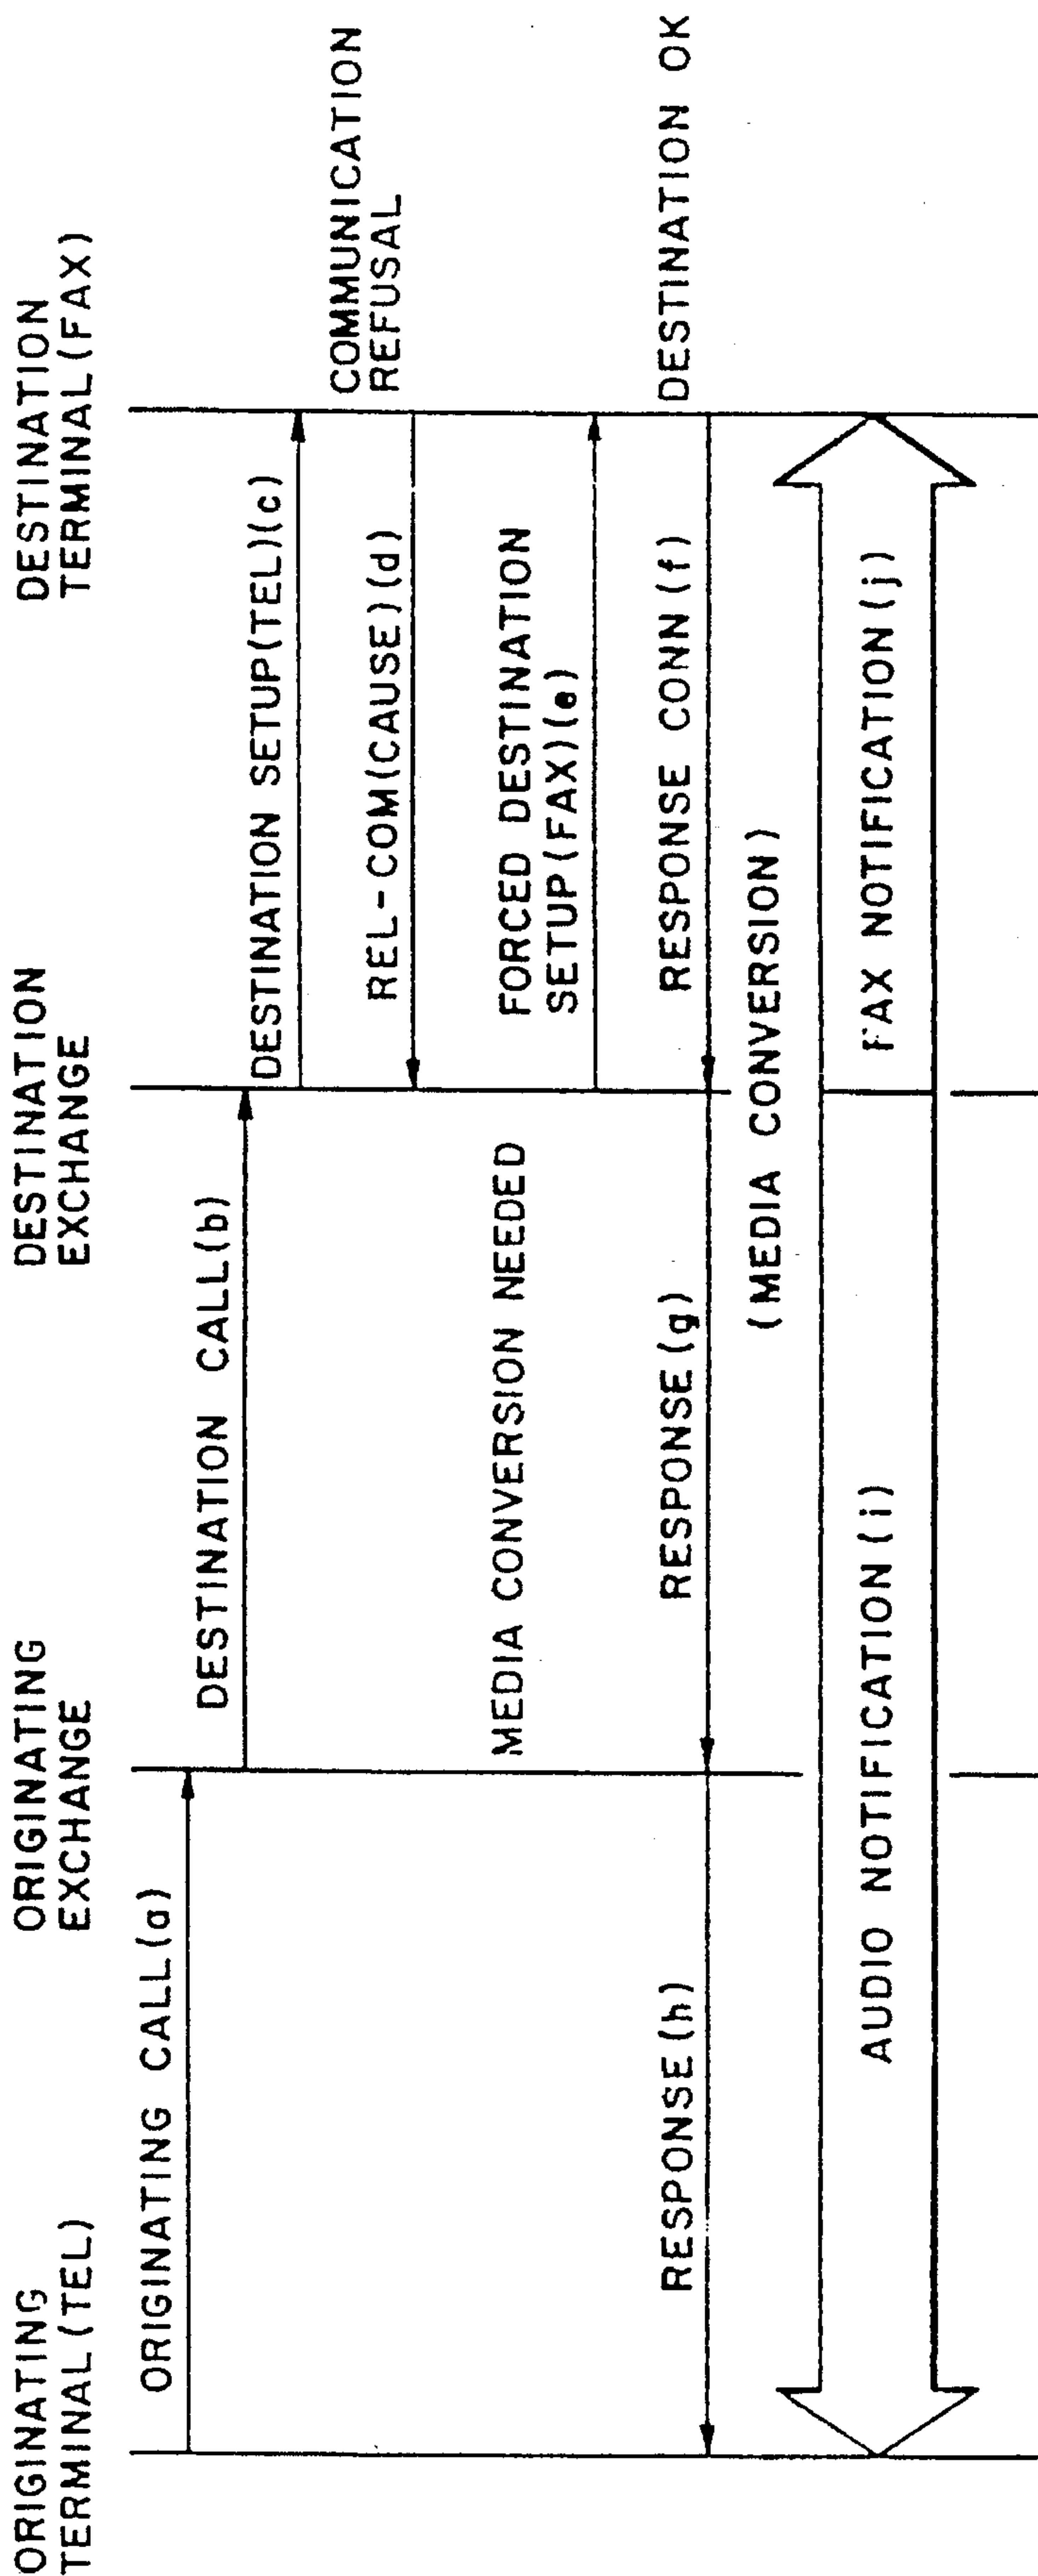 ORIGINATING
TERMINAL(TEL)
ORIGINATING
EXCHANGE
DESTINATION
EXCHANGE
DESTINATION
TERMINAL(FAX)
ORIGINATING CALL(a)
DESTINATION CALL(b)
DESTINATION SETUP(TEL)(c)
COMMUNICATION
REFUSAL
REL-COM(CAUSE)(d)
MEDIA CONVERSION NEEDED
FORCED DESTINATION
SETUP(FAX)(e)
RESPONSE(h)
RESPONSE(g)
RESPONSE CONN(f)
DESTINATION OK
(MEDIA CONVERSION)
AUDIO NOTIFICATION(i)
FAX NOTIFICATION(j)